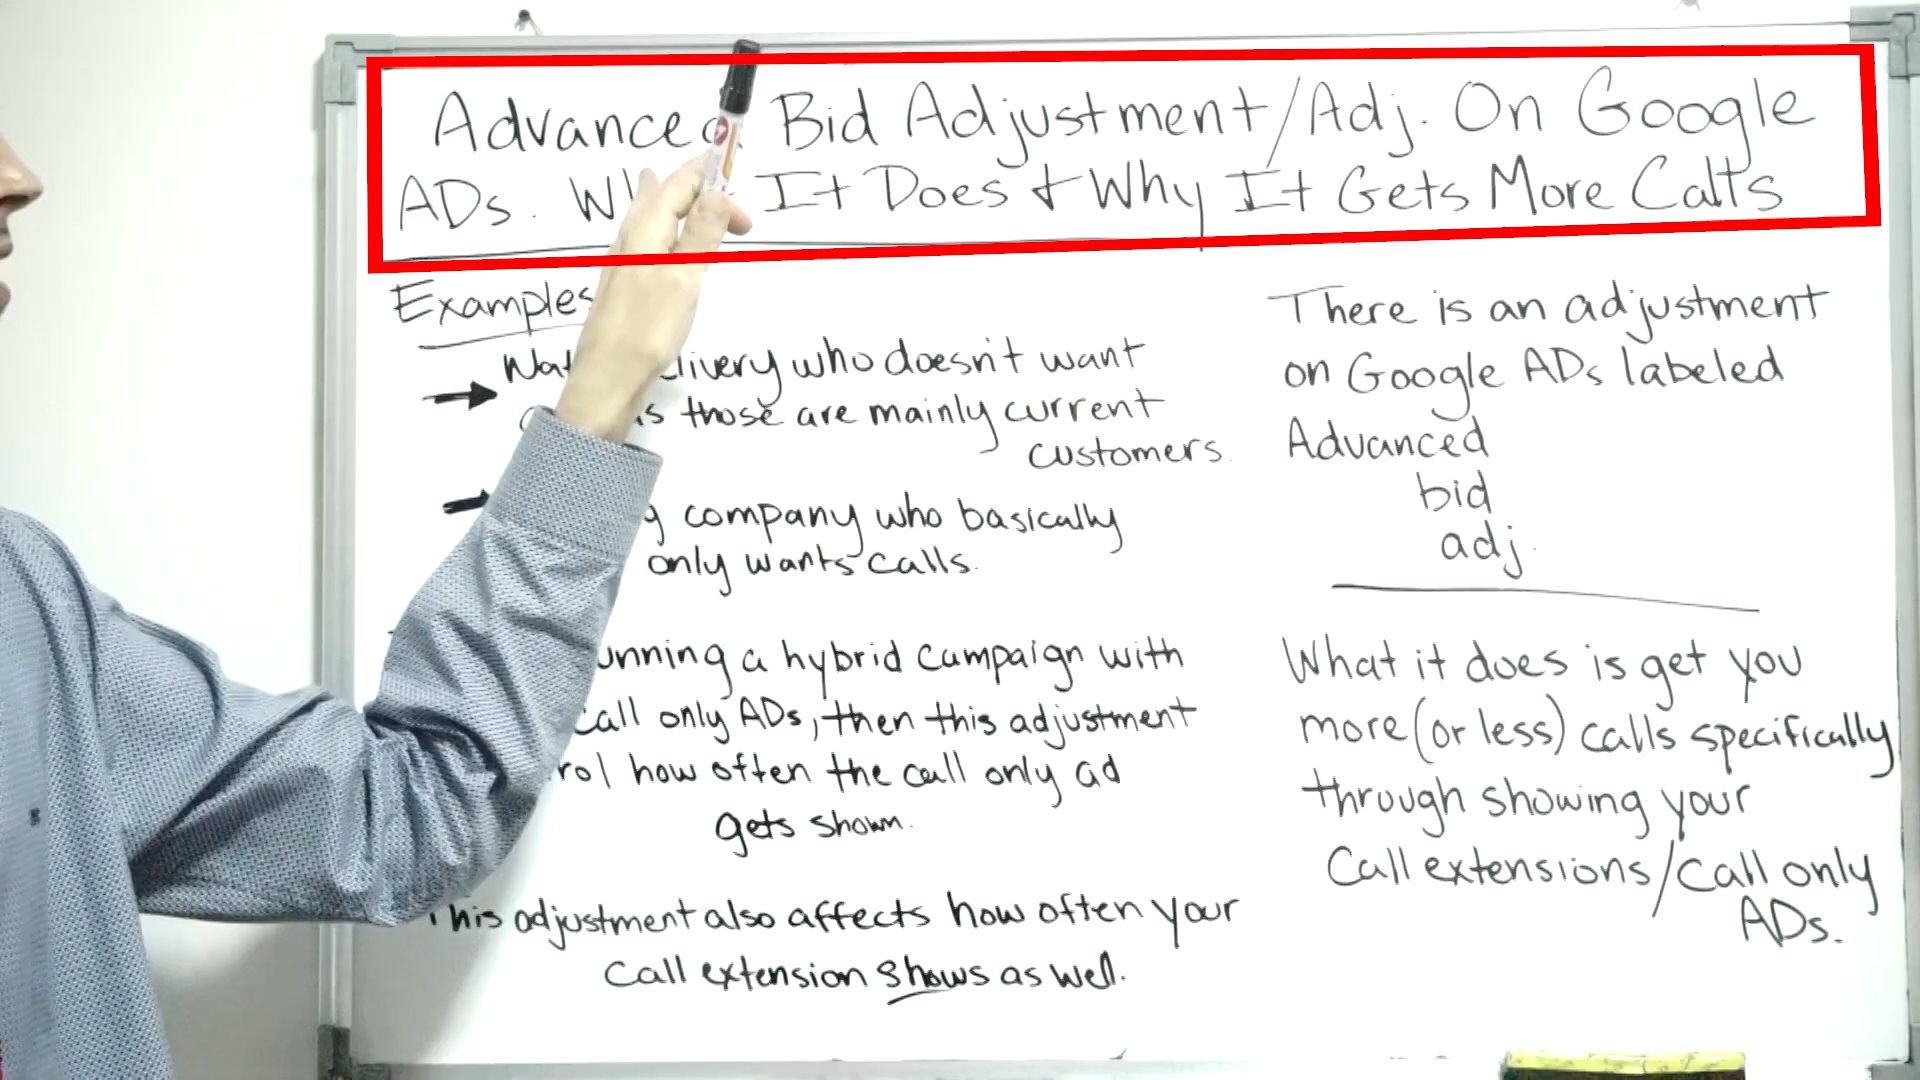 Advanced Bid Adjustment/Adj. On Google
ADs. It Does & Why It Gets More Calls
Examples
livery who doesn't want
those are mainly current
customers.
company who basically
only wants calls.
unning a hybrid campaign with
call only ADs, then this adjustment
rol how often the call only ad
gets shown.
This adjustment also affects how often your
call extension shows as well.
There is an adjustment
on Google ADs labeled
Advanced
bid
adj.
What it does is get you
more (or less) calls specifically
through showing your
Call extensions/call only
ADs.